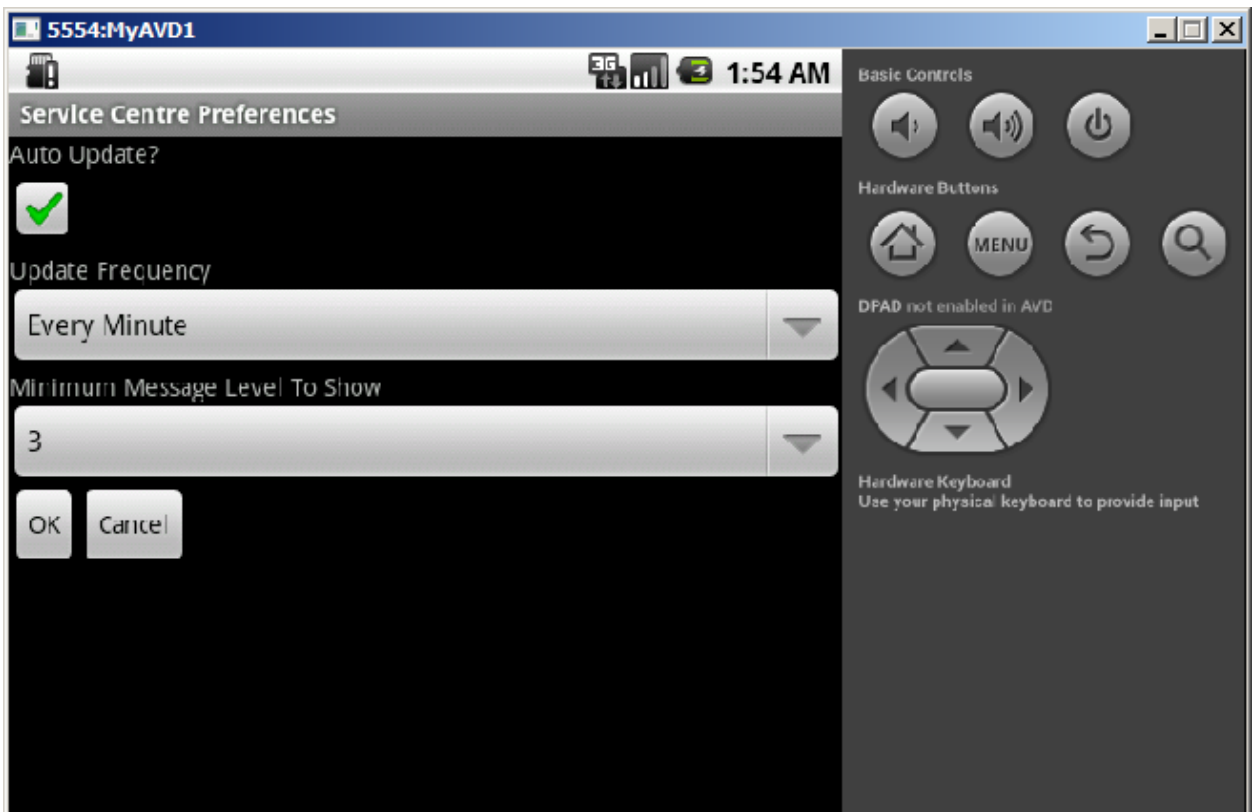 5554:MyAVD1
3G 1:54 AM
Service Centre Preferences
Auto Update?
Update Frequency
Every Minute
Minimum Message Level To Show
3
OK Cancel
Basic Controls
Hardware Buttons
MENU
DPAD not enabled in AVD
Hardware Keyboard
Use your physical keyboard to provide input